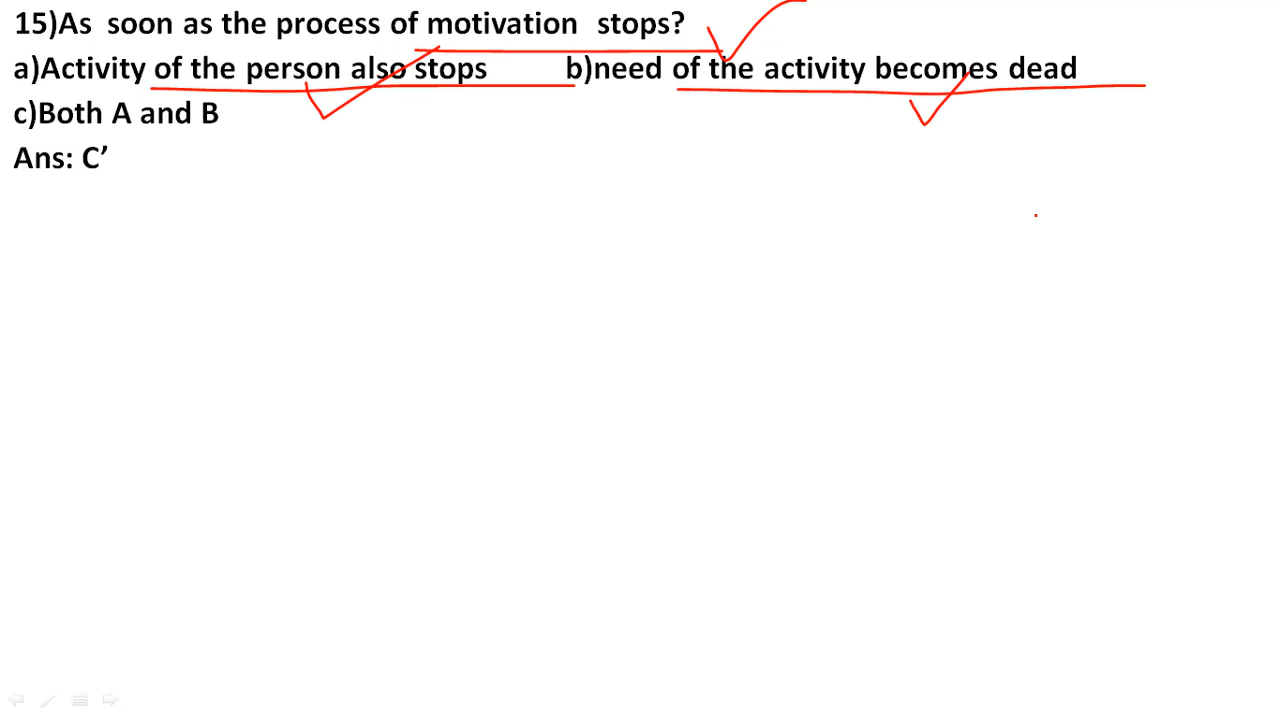 15)As soon as the process of motivation stops?
a)Activity of the person also stops b)need of the activity becomes dead
c)Both A and B
Ans: C’